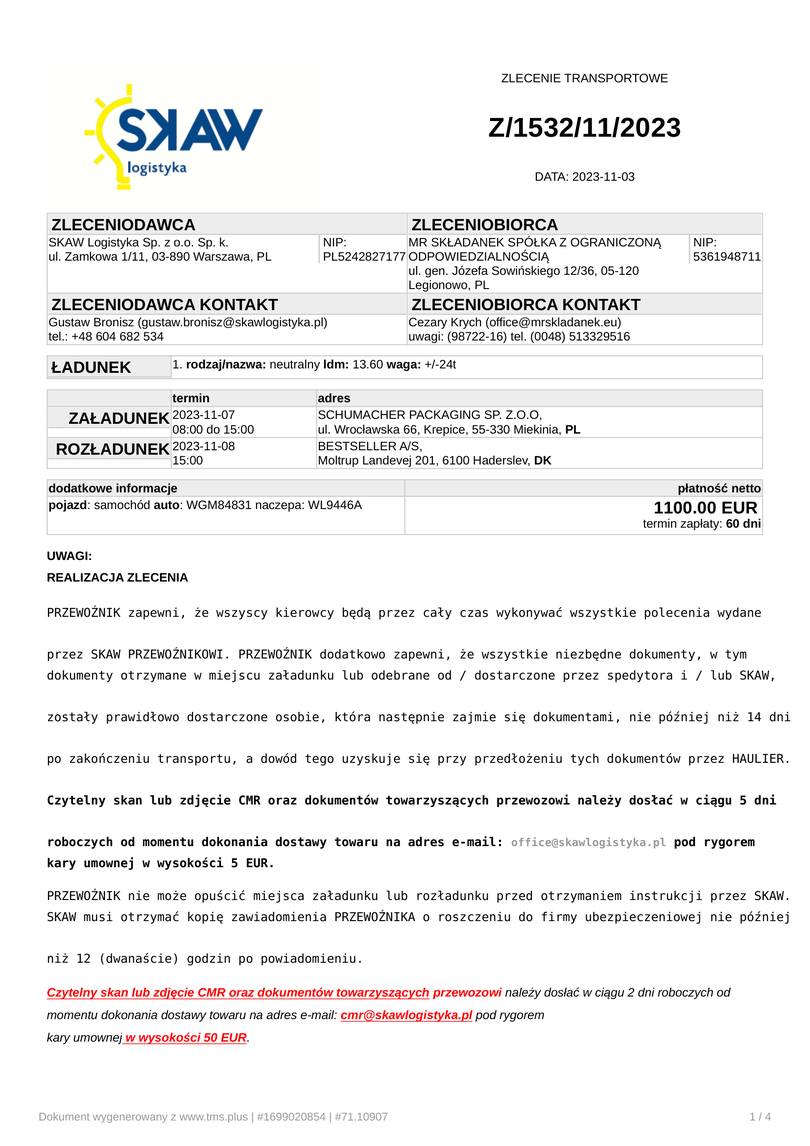 SKAW
logistyka
ZLECENIE TRANSPORTOWE
Z/1532/11/2023
DATA: 2023-11-03
ZLECENIODAWCA
SKAW Logistyka Sp. z o.o. Sp. k.
ul. Zamkowa 1/11, 03-890 Warszawa, PL
NIP:
PL5242827177
ZLECENIOBIORCA
MR SKŁADANEK SPÓŁKA Z OGRANICZONĄ
ODPOWIEDZIALNOŚCIĄ
ul. gen. Józefa Sowińskiego 12/36, 05-120
Legionowo, PL
NIP:
5361948711
ZLECENIODAWCA KONTAKT
Gustaw Bronisz (gustaw.bronisz@skawlogistyka.pl)
tel.: +48 604 682 534
ZLECENIOBIORCA KONTAKT
Cezary Krych (office@mrskladanek.eu)
uwagi: (98722-16) tel. (0048) 513329516
ŁADUNEK 1. rodzaj/nazwa: neutralny ldm: 13.60 waga: +/-24t
termin adres
ZAŁADUNEK 2023-11-07 SCHUMACHER PACKAGING SP. Z.O.O,
08:00 do 15:00 ul. Wrocławska 66, Krepice, 55-330 Miekinia, PL
ROZŁADUNEK 2023-11-08 BESTSELLER A/S,
15:00 Moltrup Landevej 201, 6100 Haderslev, DK
dodatkowe informacje płatność netto
pojazd: samochód auto: WGM84831 naczepa: WL9446A 1100.00 EUR
termin zapłaty: 60 dni
UWAGI:
REALIZACJA ZLECENIA
PRZEWOŹNIK zapewni, że wszyscy kierowcy będą przez cały czas wykonywać wszystkie polecenia wydane
przez SKAW PRZEWOŹNIKOWI. PRZEWOŹNIK dodatkowo zapewni, że wszystkie niezbędne dokumenty, w tym
dokumenty otrzymane w miejscu załadunku lub odebrane od / dostarczone przez spedytora i / lub SKAW,
zostały prawidłowo dostarczone osobie, która następnie zajmie się dokumentami, nie później niż 14 dni
po zakończeniu transportu, a dowód tego uzyskuje się przy przedłożeniu tych dokumentów przez HAULIER.
Czytelny skan lub zdjęcie CMR oraz dokumentów towarzyszących przewozowi należy dosłać w ciągu 5 dni
roboczych od momentu dokonania dostawy towaru na adres e-mail: office@skawlogistyka.pl pod rygorem
kary umownej w wysokości 5 EUR.
PRZEWOŹNIK nie może opuścić miejsca załadunku lub rozładunku przed otrzymaniem instrukcji przez SKAW.
SKAW musi otrzymać kopię zawiadomienia PRZEWOŹNIKA o roszczeniu do firmy ubezpieczeniowej nie później
niż 12 (dwanaście) godzin po powiadomieniu.
Czytelny skan lub zdjęcie CMR oraz dokumentów towarzyszących przewozowi należy dosłać w ciągu 2 dni roboczych od
momentu dokonania dostawy towaru na adres e-mail: cmr@skawlogistyka.pl pod rygorem
kary umownej w wysokości 50 EUR.
Dokument wygenerowany z www.tms.plus | #1699020854 | #71.10907 1 / 4